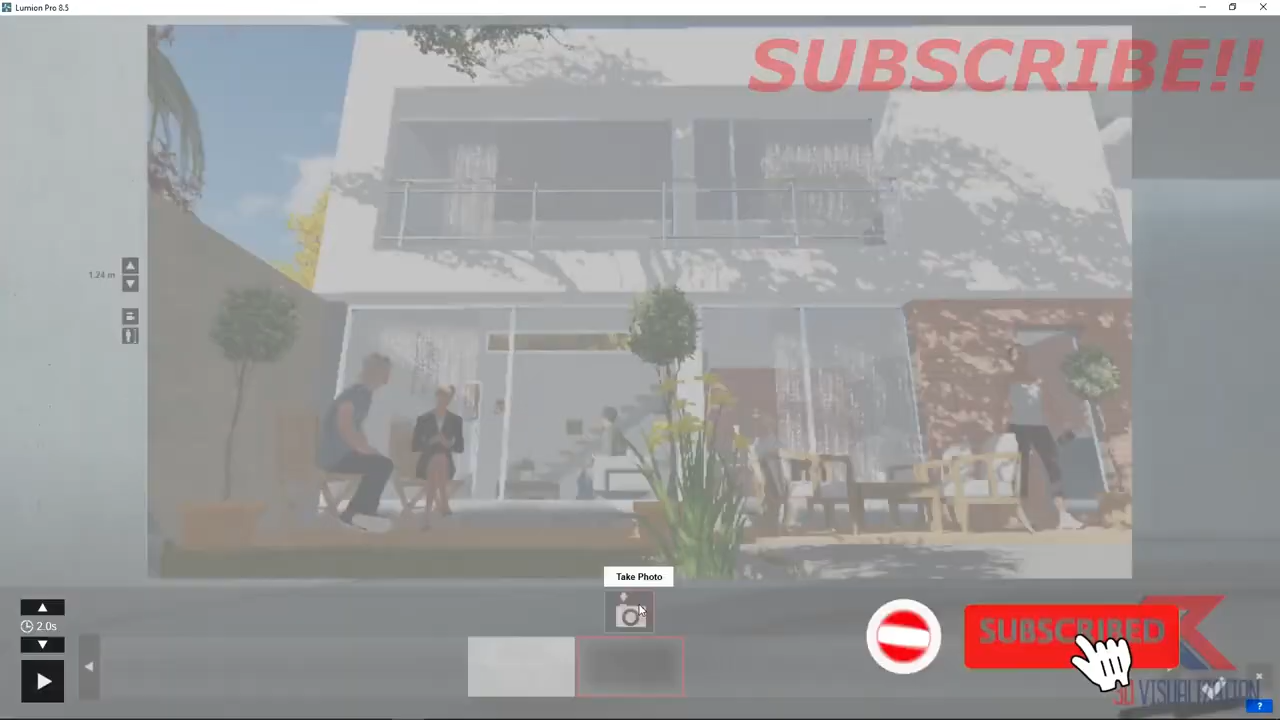 Lumion Pro 8.5
SUBSCRIBE!!
1.24 m
Take Photo
2.0s
SUBSCRIBED
3D VISUALIZATION
?